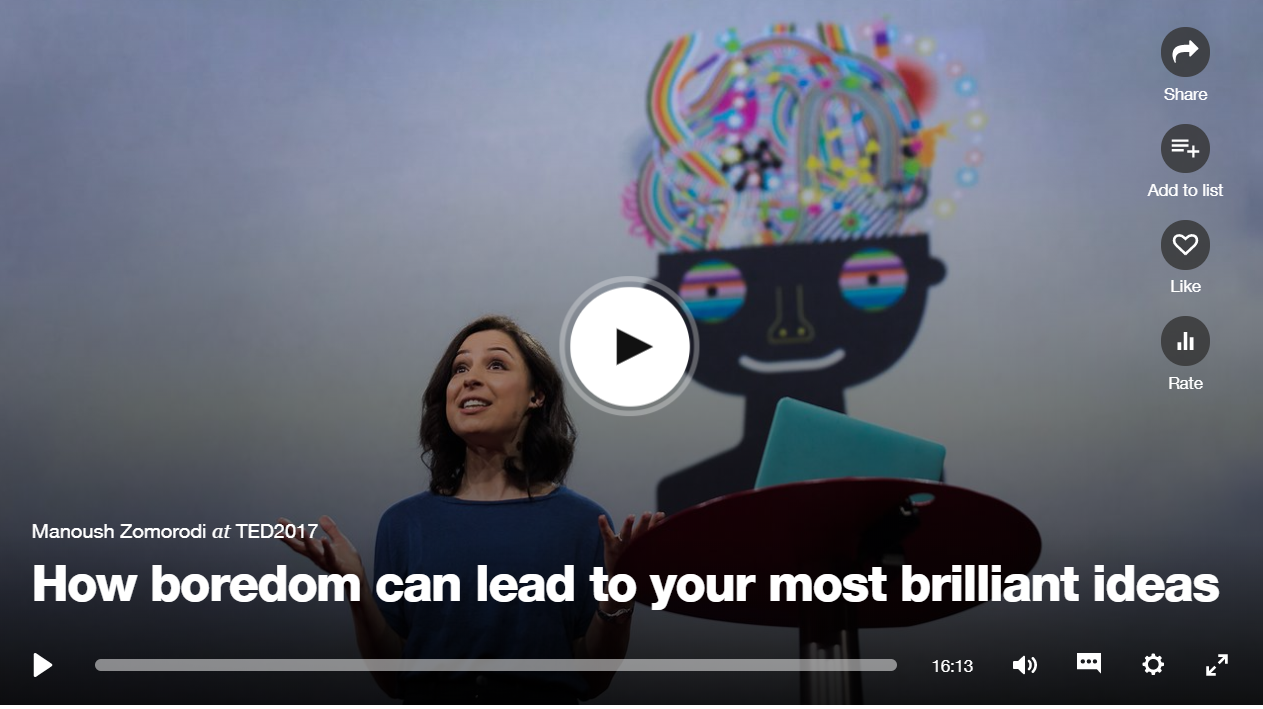 Share
Add to list
Like
Rate
Manoush Zomorodi at TED2017
How boredom can lead to your most brilliant ideas
16:13